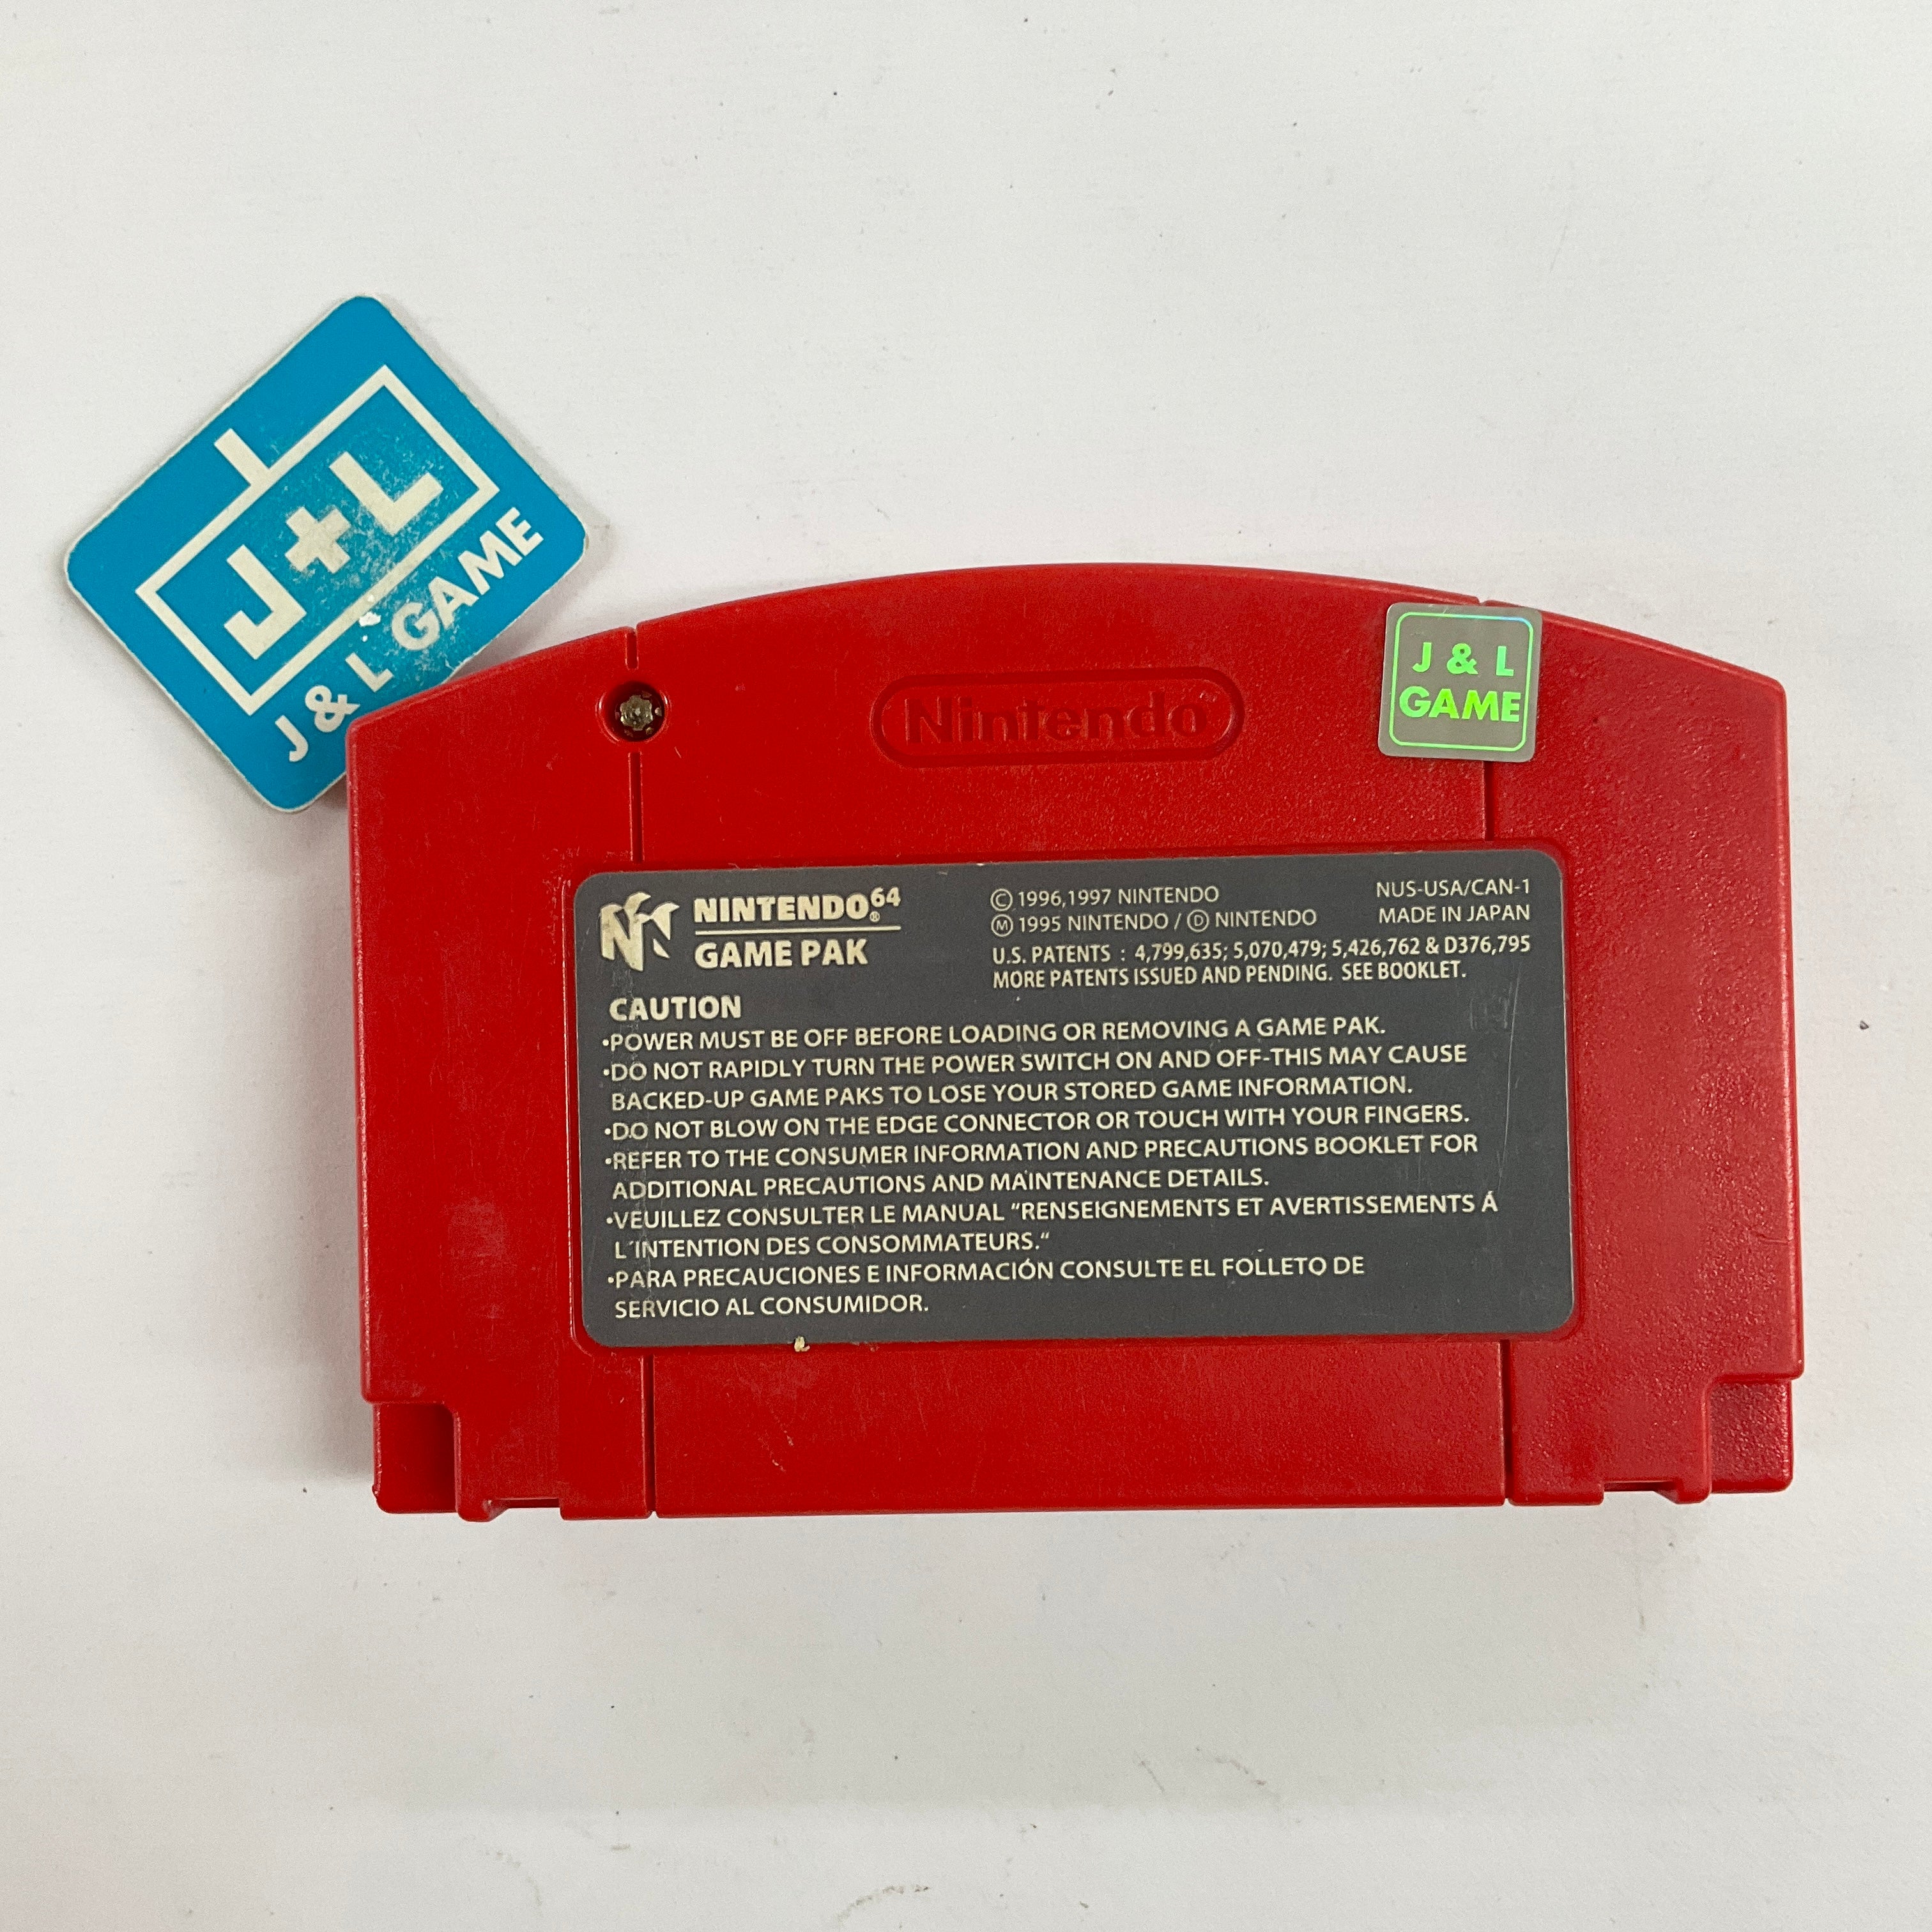 J+L
J & L GAME
Nintendo
J & L
GAME
NINTENDO64®
GAME PAK
© 1996,1997 NINTENDO
Ⓜ 1995 NINTENDO / Ⓓ NINTENDO
NUS-USA/CAN-1
MADE IN JAPAN
U.S. PATENTS : 4,799,635; 5,070,479; 5,426,762 & D376,795
MORE PATENTS ISSUED AND PENDING. SEE BOOKLET.
CAUTION
•POWER MUST BE OFF BEFORE LOADING OR REMOVING A GAME PAK.
•DO NOT RAPIDLY TURN THE POWER SWITCH ON AND OFF-THIS MAY CAUSE
BACKED-UP GAME PAKS TO LOSE YOUR STORED GAME INFORMATION.
•DO NOT BLOW ON THE EDGE CONNECTOR OR TOUCH WITH YOUR FINGERS.
•REFER TO THE CONSUMER INFORMATION AND PRECAUTIONS BOOKLET FOR
ADDITIONAL PRECAUTIONS AND MAINTENANCE DETAILS.
•VEUILLEZ CONSULTER LE MANUAL "RENSEIGNEMENTS ET AVERTISSEMENTS Á
L´INTENTION DES CONSOMMATEURS."
•PARA PRECAUCIONES E INFORMACIÓN CONSULTE EL FOLLETO DE
SERVICIO AL CONSUMIDOR.